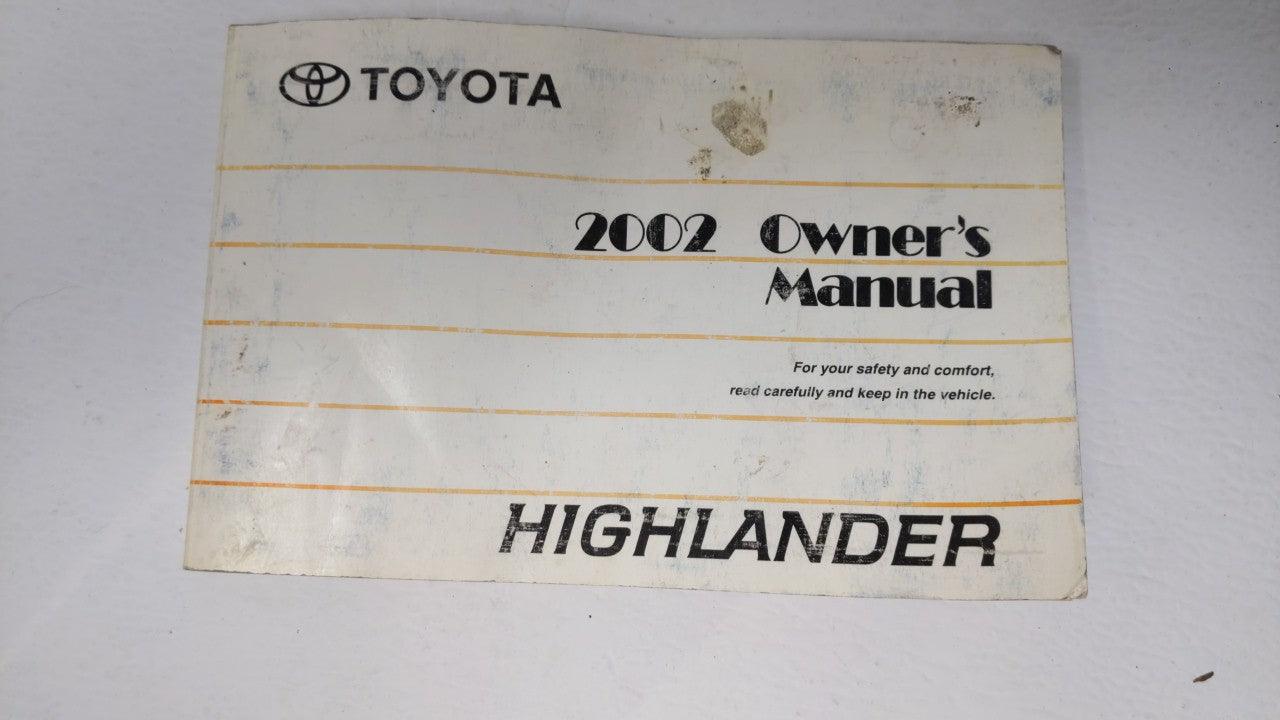 TOYOTA
2002 Owner's
Manual
For your safety and comfort,
read carefully and keep in the vehicle.
HIGHLANDER